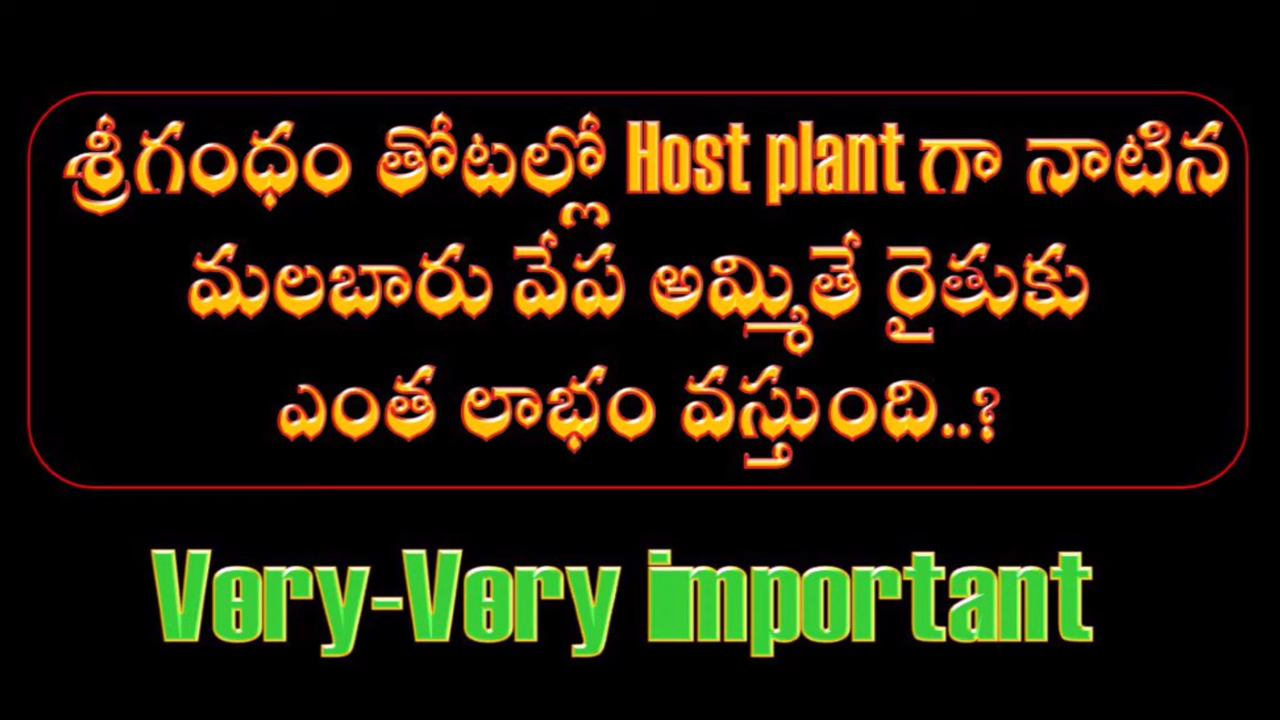 శ్రీగంధం తోటల్లో Host plant గా నాటిన
మలబారు వేప అమ్మితే రైతుకు
ఎంత లాభం వస్తుంది..?
Very-Very important